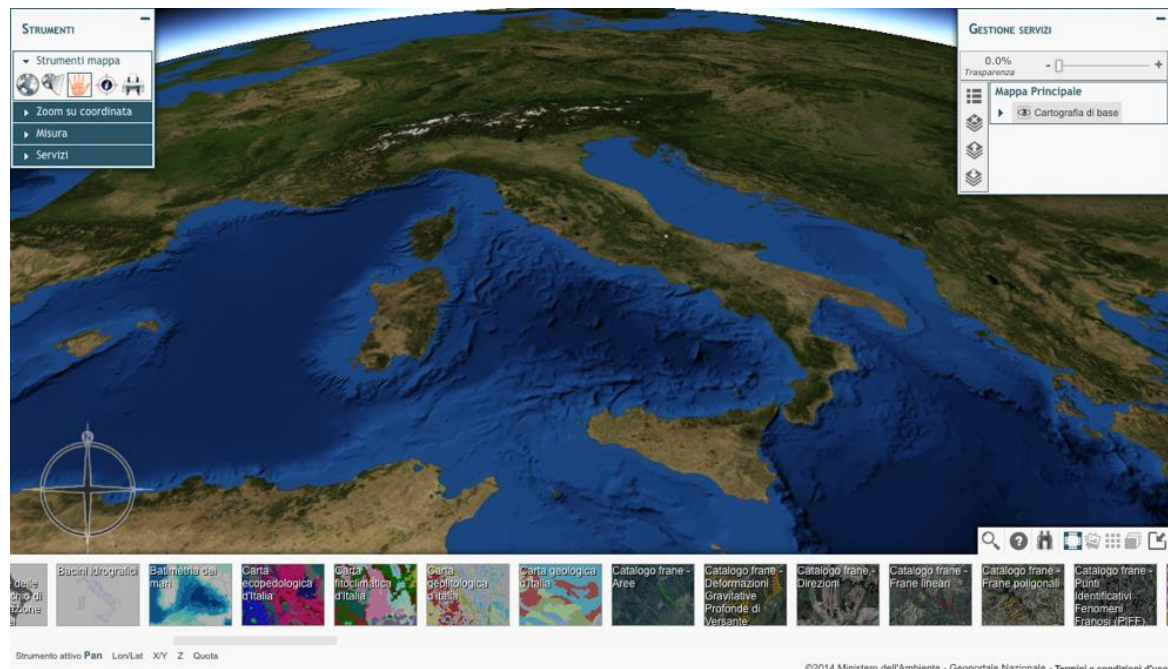 STRUMENTI
Strumenti mappa
Zoom su coordinata
Misura
Servizi
GESTIONE SERVIZI
0.0%
Trasparenza
-
+
Mappa Principale
Cartografia di base
N
delle
chio di
azione
Bacini idrografici
Batimetria dei
mari
Carta
ecopedologica
d'Italia
Carta
fitoclimatica
d'Italia
Carta
geolitologica
d'Italia
Carta geologica
d'Italia
Catalogo frane -
Aree
Catalogo frane -
Deformazioni
Gravitative
Profonde di
Versante
Catalogo frane -
Direzioni
Catalogo frane -
Frane lineari
Catalogo frane -
Frane poligonali
Catalogo frane -
Punti
Identificativi
Fenomeni
Franosi (PIFF)
Strumento attivo Pan Lon/Lat X/Y Z Quota
©2014 Ministero dell'Ambiente - Geoportale Nazionale - Termini e condizioni d'uso